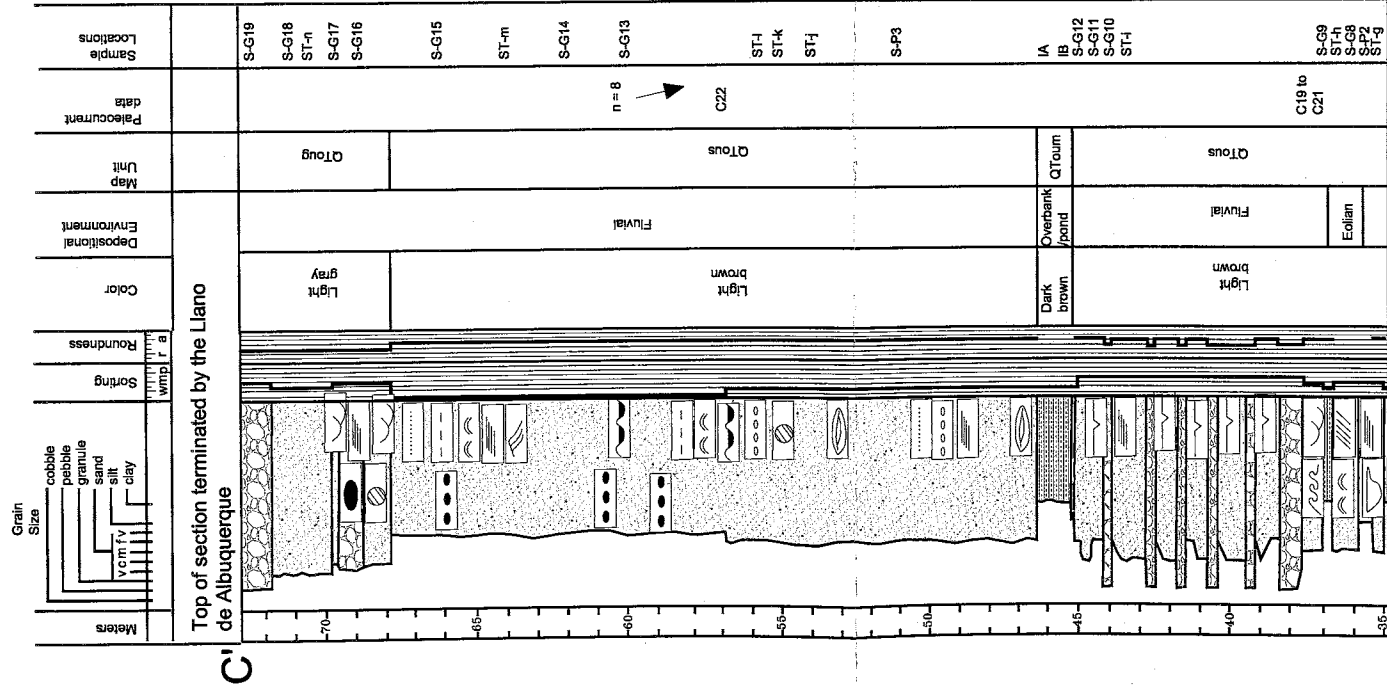 Sample
Locations
Paleocurrent
data
Map
Unit
Depositional
Environment
Color
Roundness
r a
Sorting
w m p
Grain
Size
cobble
pebble
granule
sand
silt
clay
v c m f v
Meters
C'
Top of section terminated by the Llano
de Albuquerque
70
65
60
55
50
45
40
35
Light
gray
Light
brown
Dark
brown
Light
brown
Fluvial
Overbank
/pond
Fluvial
Eolian
QToug
QTous
QToum
QTous
n = 8
C22
C19 to
C21
S-G19
S-G18
ST-n
S-G17
S-G16
S-G15
ST-m
S-G14
S-G13
ST-l
ST-k
ST-j
S-P3
IA
IB
S-G12
S-G11
S-G10
ST-i
S-G9
ST-h
S-G8
S-P2
ST-g